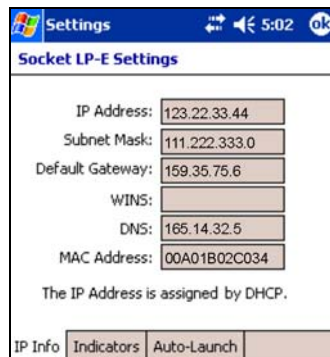 Settings 5:02 ok
Socket LP-E Settings
IP Address: 123.22.33.44
Subnet Mask: 111.222.333.0
Default Gateway: 159.35.75.6
WINS:
DNS: 165.14.32.5
MAC Address: 00A01B02C034
The IP Address is assigned by DHCP.
IP Info Indicators Auto-Launch